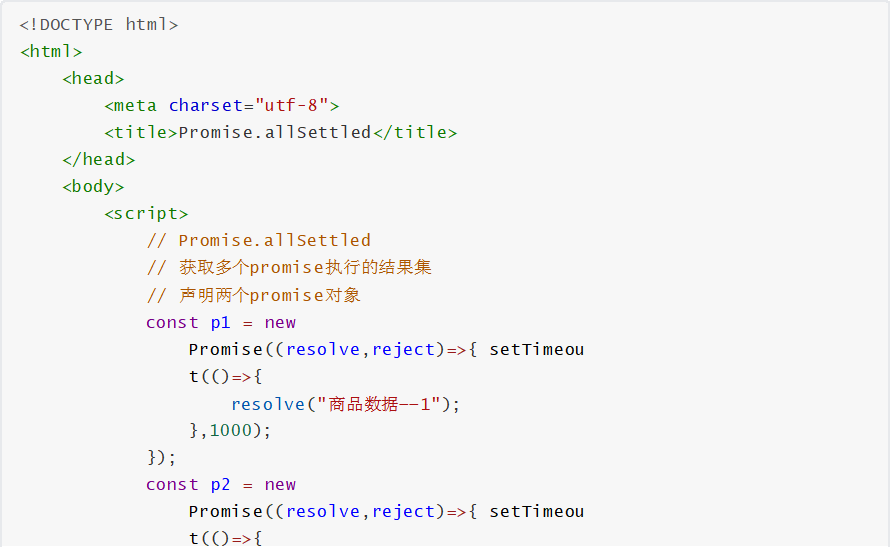 <!DOCTYPE html>
<html>
<head>
<meta charset="utf-8">
<title>Promise.allSettled</title>
</head>
<body>
<script>
// Promise.allSettled
// 获取多个promise执行的结果集
// 声明两个promise对象
const p1 = new
Promise((resolve,reject)=>{ setTimeou
t(()=>{
resolve("商品数据——1");
},1000);
});
const p2 = new
Promise((resolve,reject)=>{ setTimeou
t(()=>{